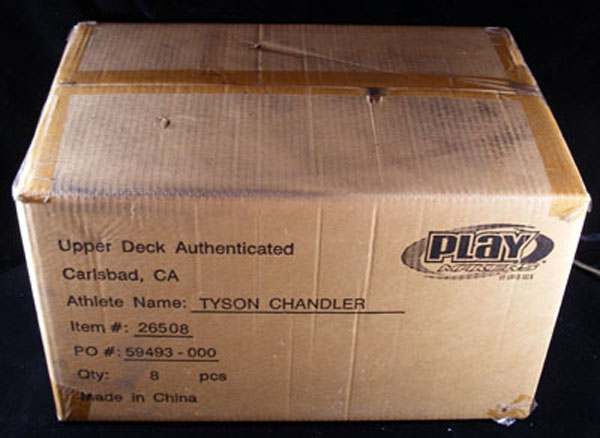 Upper Deck Authenticated
Carlsbad, CA
Athlete Name: TYSON CHANDLER
Item #: 26508
PO #: 59493-000
Qty: 8 pcs
Made in China
PLAY
MAKERS